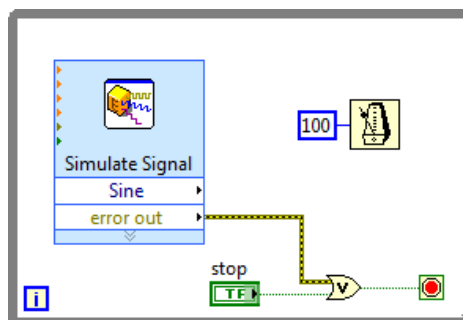 100
Simulate Signal
Sine
error out
stop
TF
V
i